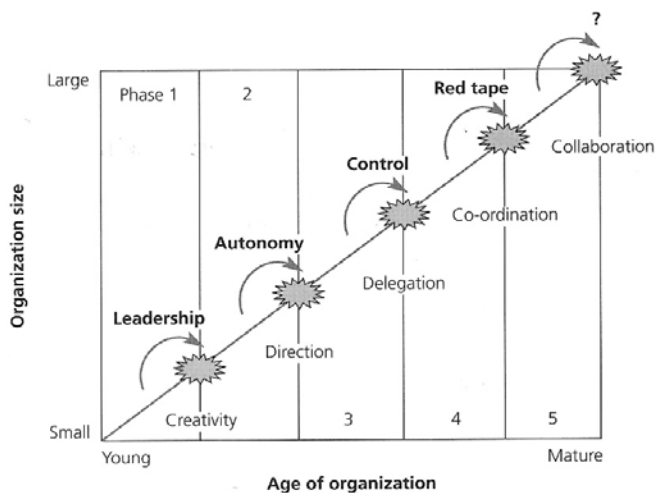 ?
Large
Phase 1
2
Red tape
Collaboration
Control
Co-ordination
Autonomy
Delegation
Leadership
Direction
Creativity
3
4
5
Small
Young
Mature
Organization size
Age of organization